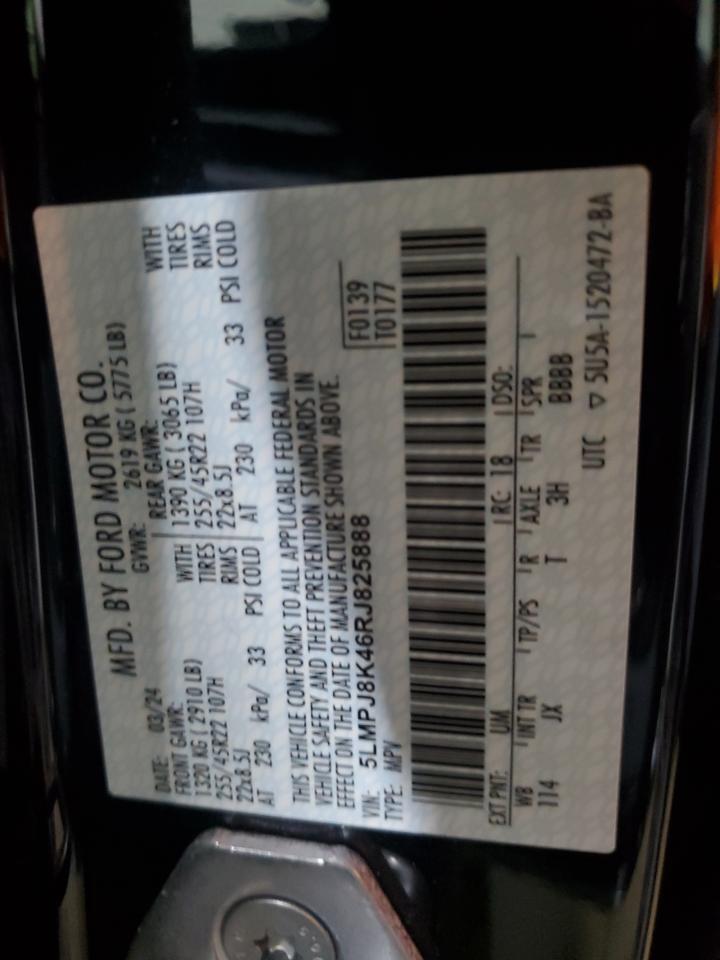 MFD. BY FORD MOTOR CO.
DATE: 03/24 GVWR: 2619 KG ( 5775 LB)
FRONT GAWR: REAR GAWR:
1320 KG ( 2910 LB) WITH 1390 KG ( 3065 LB) WITH
255/45R22 107H TIRES 255/45R22 107H TIRES
22x8.5J RIMS 22x8.5J RIMS
AT 230 kPa/ 33 PSI COLD AT 230 kPa/ 33 PSI COLD
THIS VEHICLE CONFORMS TO ALL APPLICABLE FEDERAL MOTOR
VEHICLE SAFETY AND THEFT PREVENTION STANDARDS IN
EFFECT ON THE DATE OF MANUFACTURE SHOWN ABOVE.
VIN: 5LMPJ8K46RJ825888 F0139
TYPE: MPV T0177
EXT PNT: UM RC: 18 DSO:
WB INT TR TP/PS R AXLE TR SPR
114 JX T 3H BBBB
UTC ▽ 5U5A-1520472-BA